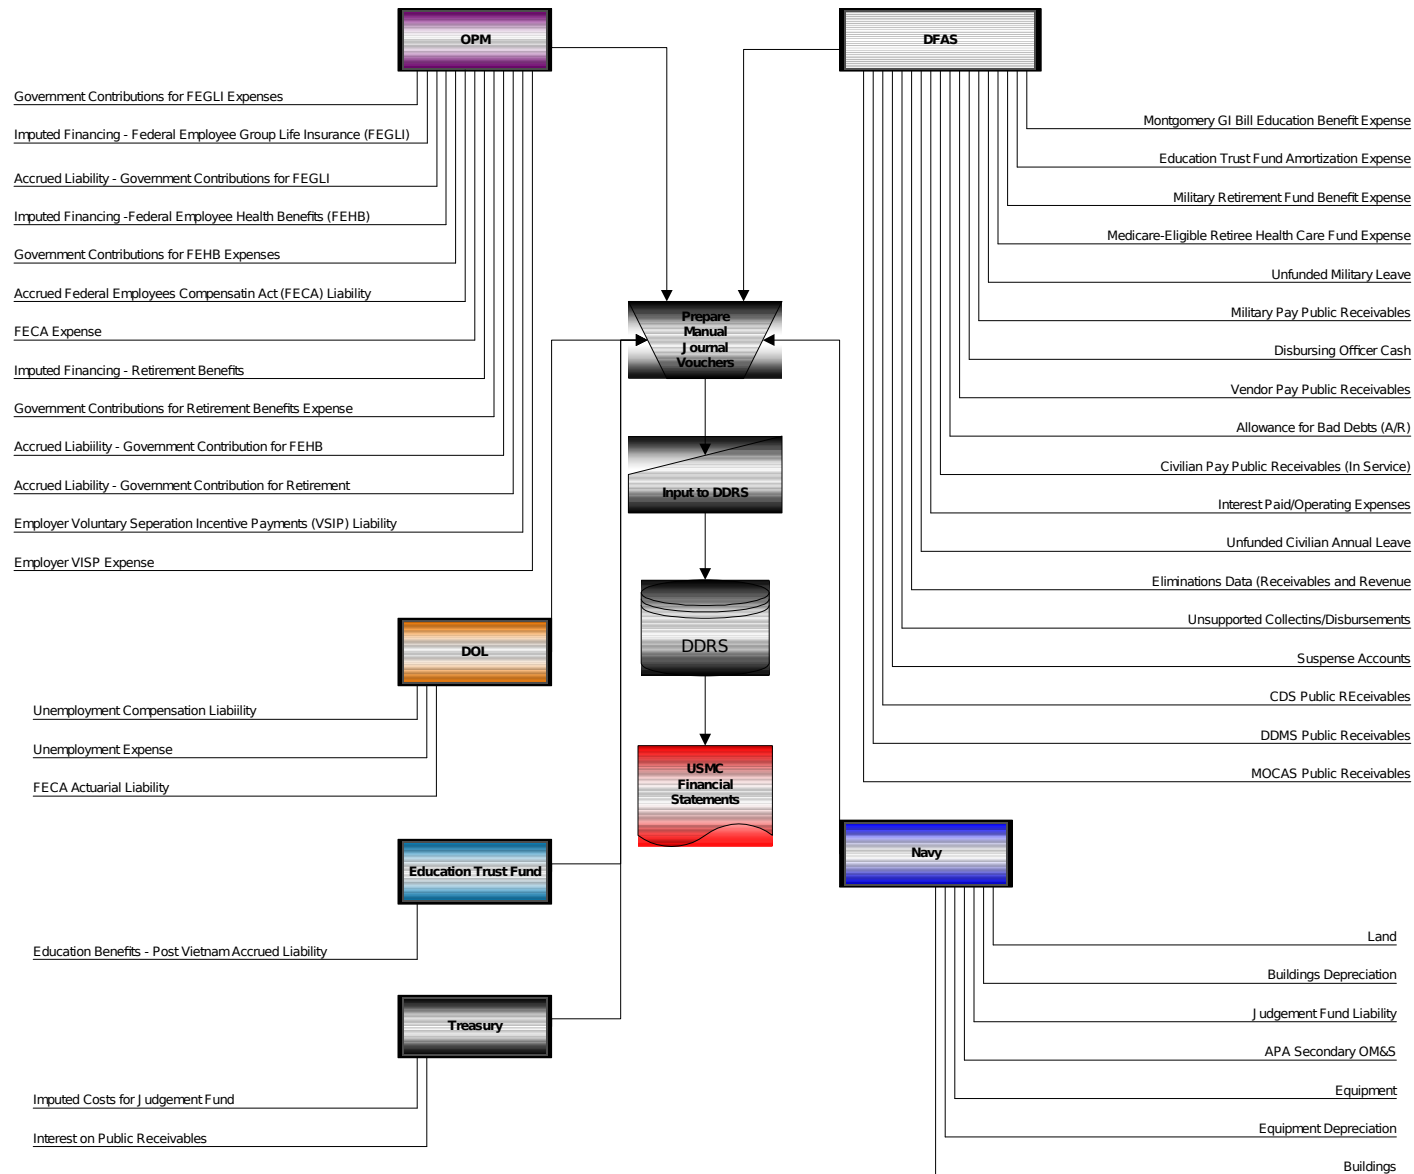 OPM
Government Contributions for FEGLI Expenses
Imputed Financing - Federal Employee Group Life Insurance (FEGLI)
Accrued Liability - Government Contributions for FEGLI
Imputed Financing -Federal Employee Health Benefits (FEHB)
Government Contributions for FEHB Expenses
Accrued Federal Employees Compensatin Act (FECA) Liability
FECA Expense
Imputed Financing - Retirement Benefits
Government Contributions for Retirement Benefits Expense
Accrued Liabiility - Government Contribution for FEHB
Accrued Liability - Government Contribution for Retirement
Employer Voluntary Seperation Incentive Payments (VSIP) Liability
Employer VISP Expense
DOL
Unemployment Compensation Liabiility
Unemployment Expense
FECA Actuarial Liability
Education Trust Fund
Education Benefits - Post Vietnam Accrued Liability
Treasury
Imputed Costs for Judgement Fund
Interest on Public Receivables
Prepare
Manual
Journal
Vouchers
Input to DDRS
DDRS
USMC
Financial
Statements
DFAS
Montgomery GI Bill Education Benefit Expense
Education Trust Fund Amortization Expense
Military Retirement Fund Benefit Expense
Medicare-Eligible Retiree Health Care Fund Expense
Unfunded Military Leave
Military Pay Public Receivables
Disbursing Officer Cash
Vendor Pay Public Receivables
Allowance for Bad Debts (A/R)
Civilian Pay Public Receivables (In Service)
Interest Paid/Operating Expenses
Unfunded Civilian Annual Leave
Eliminations Data (Receivables and Revenue
Unsupported Collectins/Disbursements
Suspense Accounts
CDS Public REceivables
DDMS Public Receivables
MOCAS Public Receivables
Navy
Land
Buildings Depreciation
Judgement Fund Liability
APA Secondary OM&S
Equipment
Equipment Depreciation
Buildings